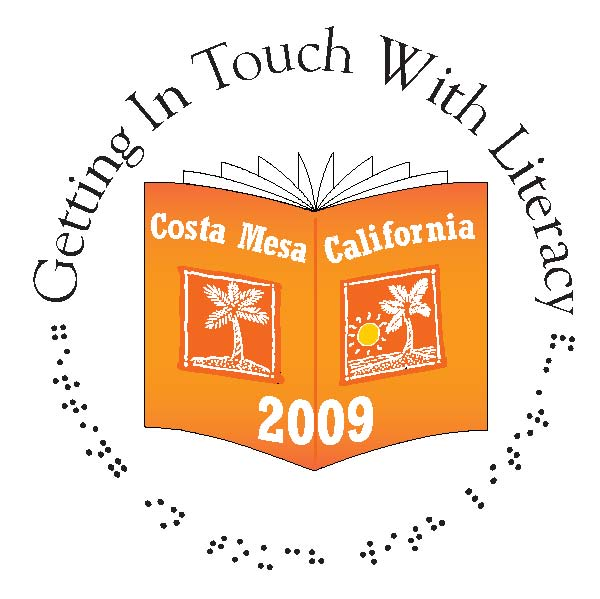 Getting In Touch With Literacy
Costa Mesa California
2009